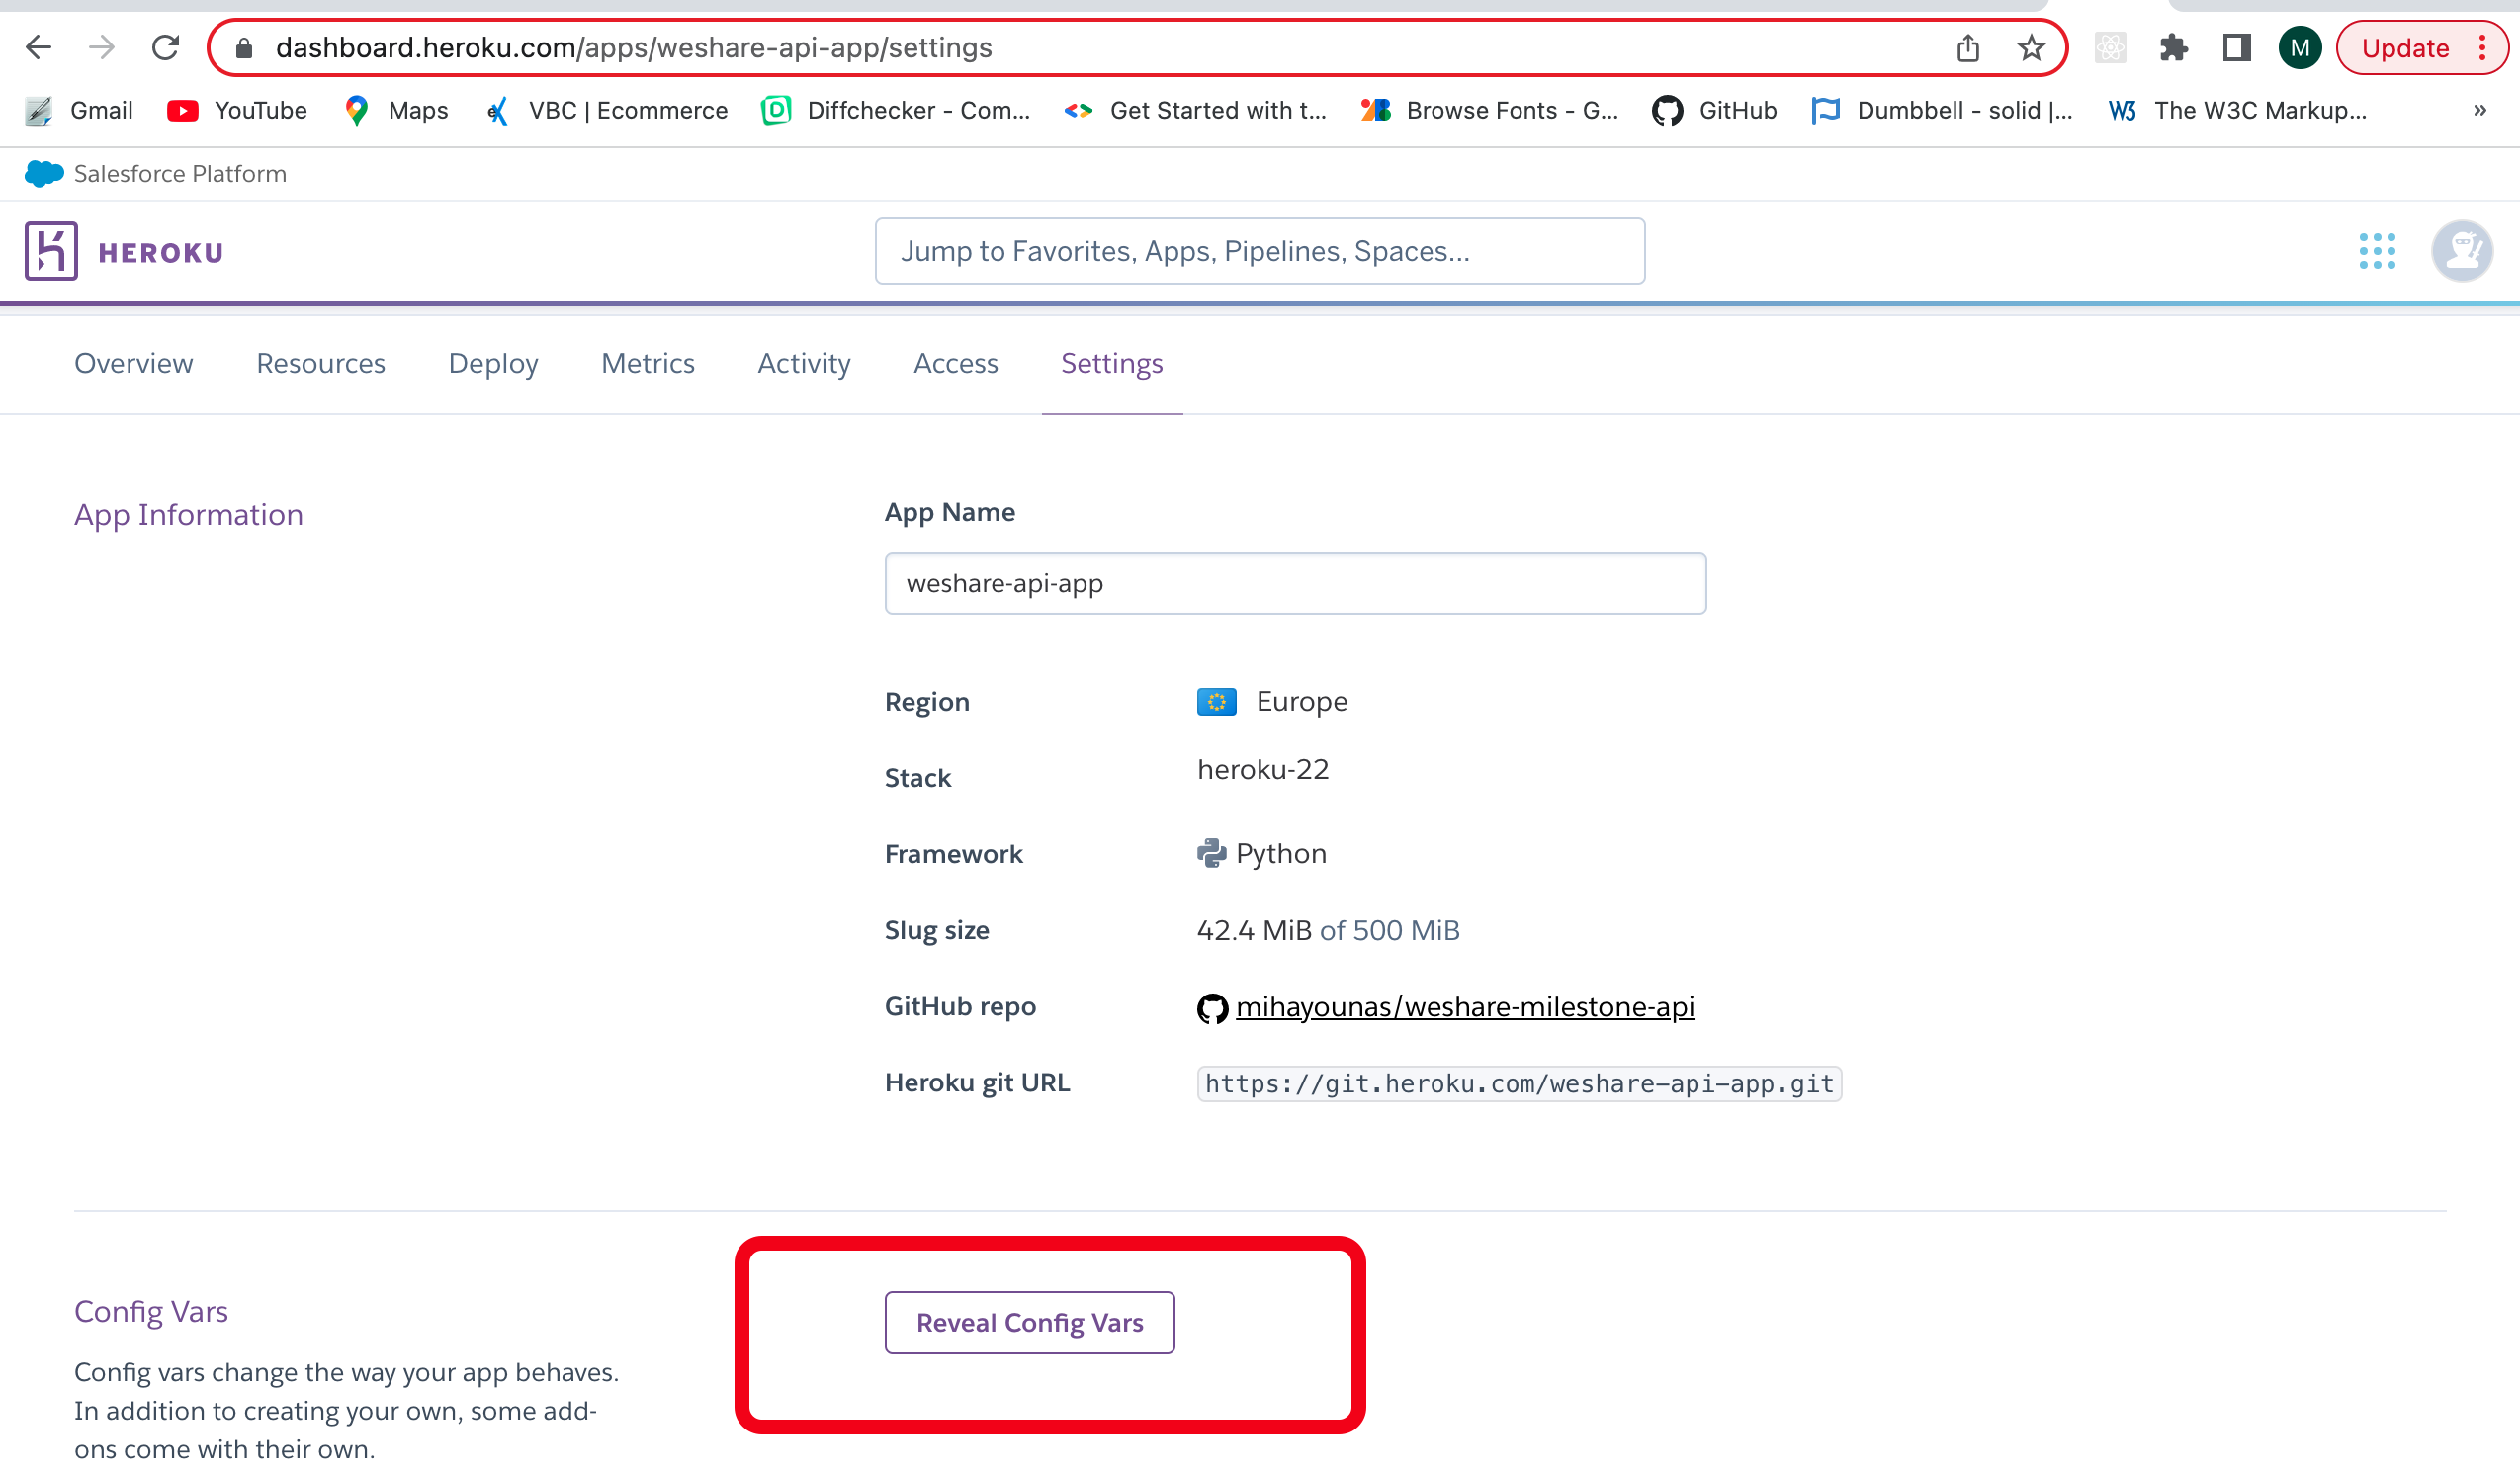 dashboard.heroku.com/apps/weshare-api-app/settings M Update
Gmail YouTube Maps VBC | Ecommerce Diffchecker - Com... Get Started with t... Browse Fonts - G... GitHub Dumbbell - solid |... The W3C Markup... »
Salesforce Platform
HEROKU Jump to Favorites, Apps, Pipelines, Spaces...
Overview Resources Deploy Metrics Activity Access Settings
App Information App Name
weshare-api-app
Region Europe
Stack heroku-22
Framework Python
Slug size 42.4 MiB of 500 MiB
GitHub repo mihayounas/weshare-milestone-api
Heroku git URL https://git.heroku.com/weshare-api-app.git
Config Vars Reveal Config Vars
Config vars change the way your app behaves.
In addition to creating your own, some add-
ons come with their own.